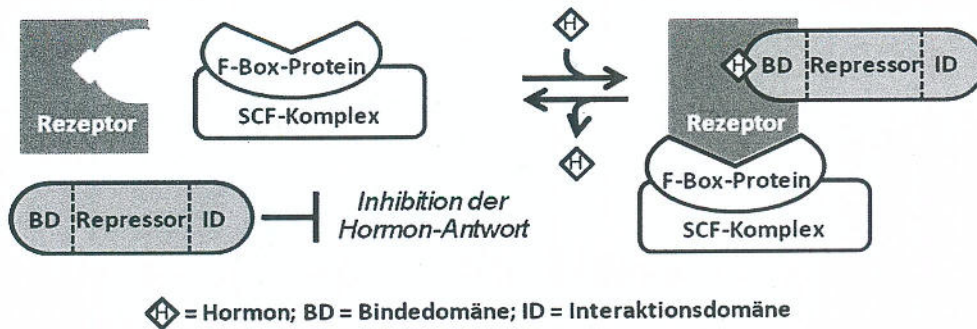 F-Box-Protein
SCF-Komplex
Rezeptor
BD Repressor ID
Inhibition der
Hormon-Antwort
H
H
H BD Repressor ID
Rezeptor
F-Box-Protein
SCF-Komplex
H = Hormon; BD = Bindedomäne; ID = Interaktionsdomäne